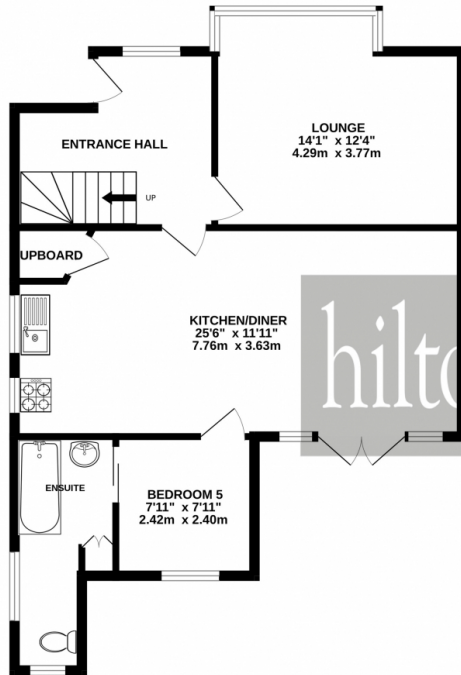 LOUNGE
14'1" x 12'4"
4.29m x 3.77m
ENTRANCE HALL
UP
UPBOARD
KITCHEN/DINER
25'6" x 11'11"
7.76m x 3.63m
hilto
ENSUITE
BEDROOM 5
7'11" x 7'11"
2.42m x 2.40m